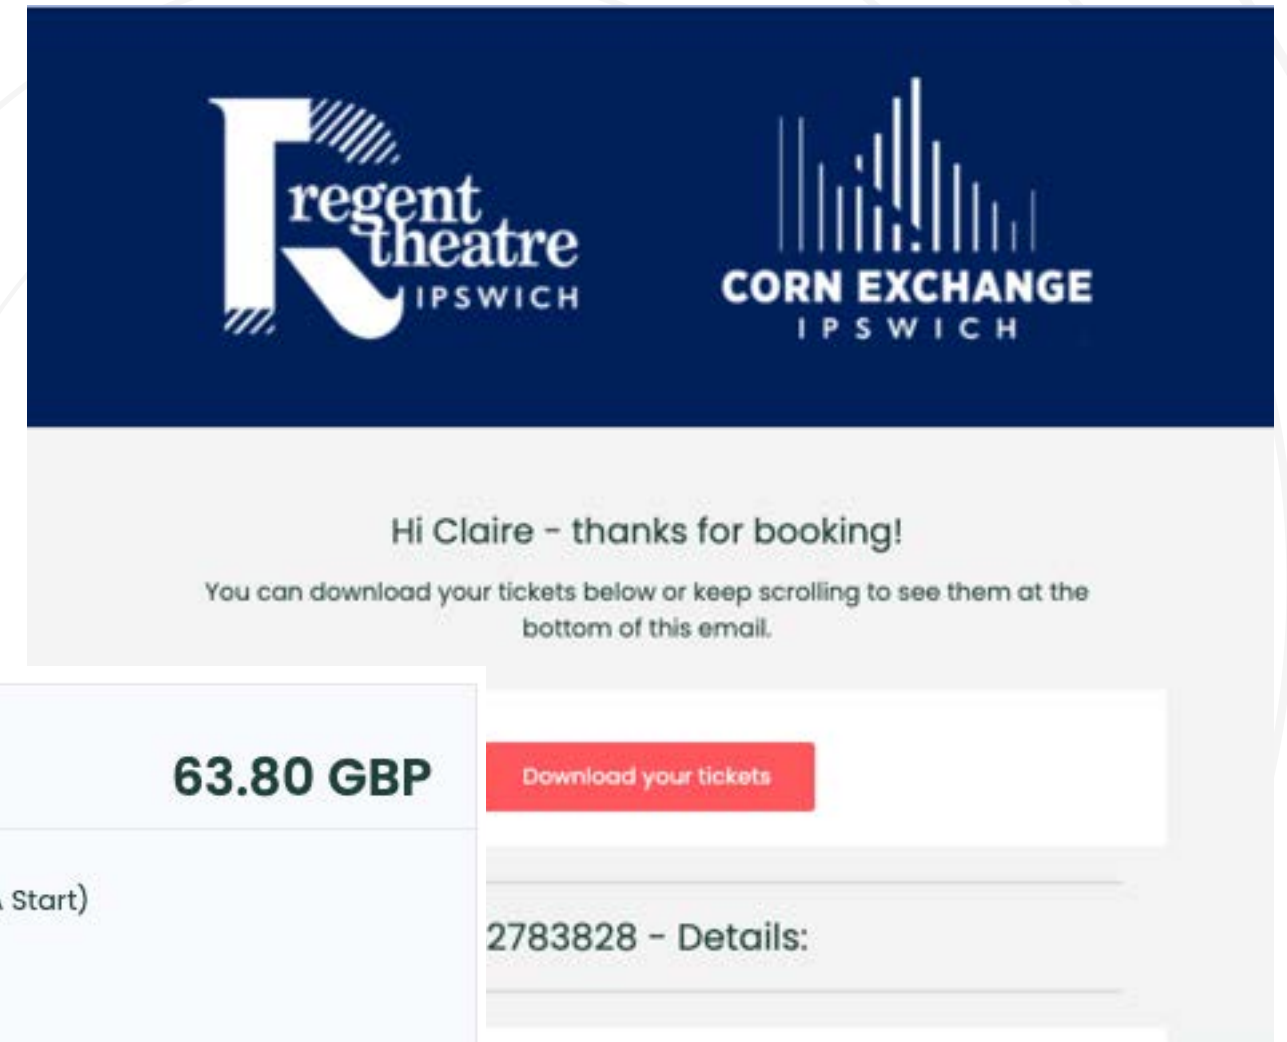 regent
theatre
IPSWICH
CORN EXCHANGE
IPSWICH
Hi Claire - thanks for booking!
You can download your tickets below or keep scrolling to see them at the
bottom of this email.
63.80 GBP
Download your tickets
Start)
2783828 - Details: